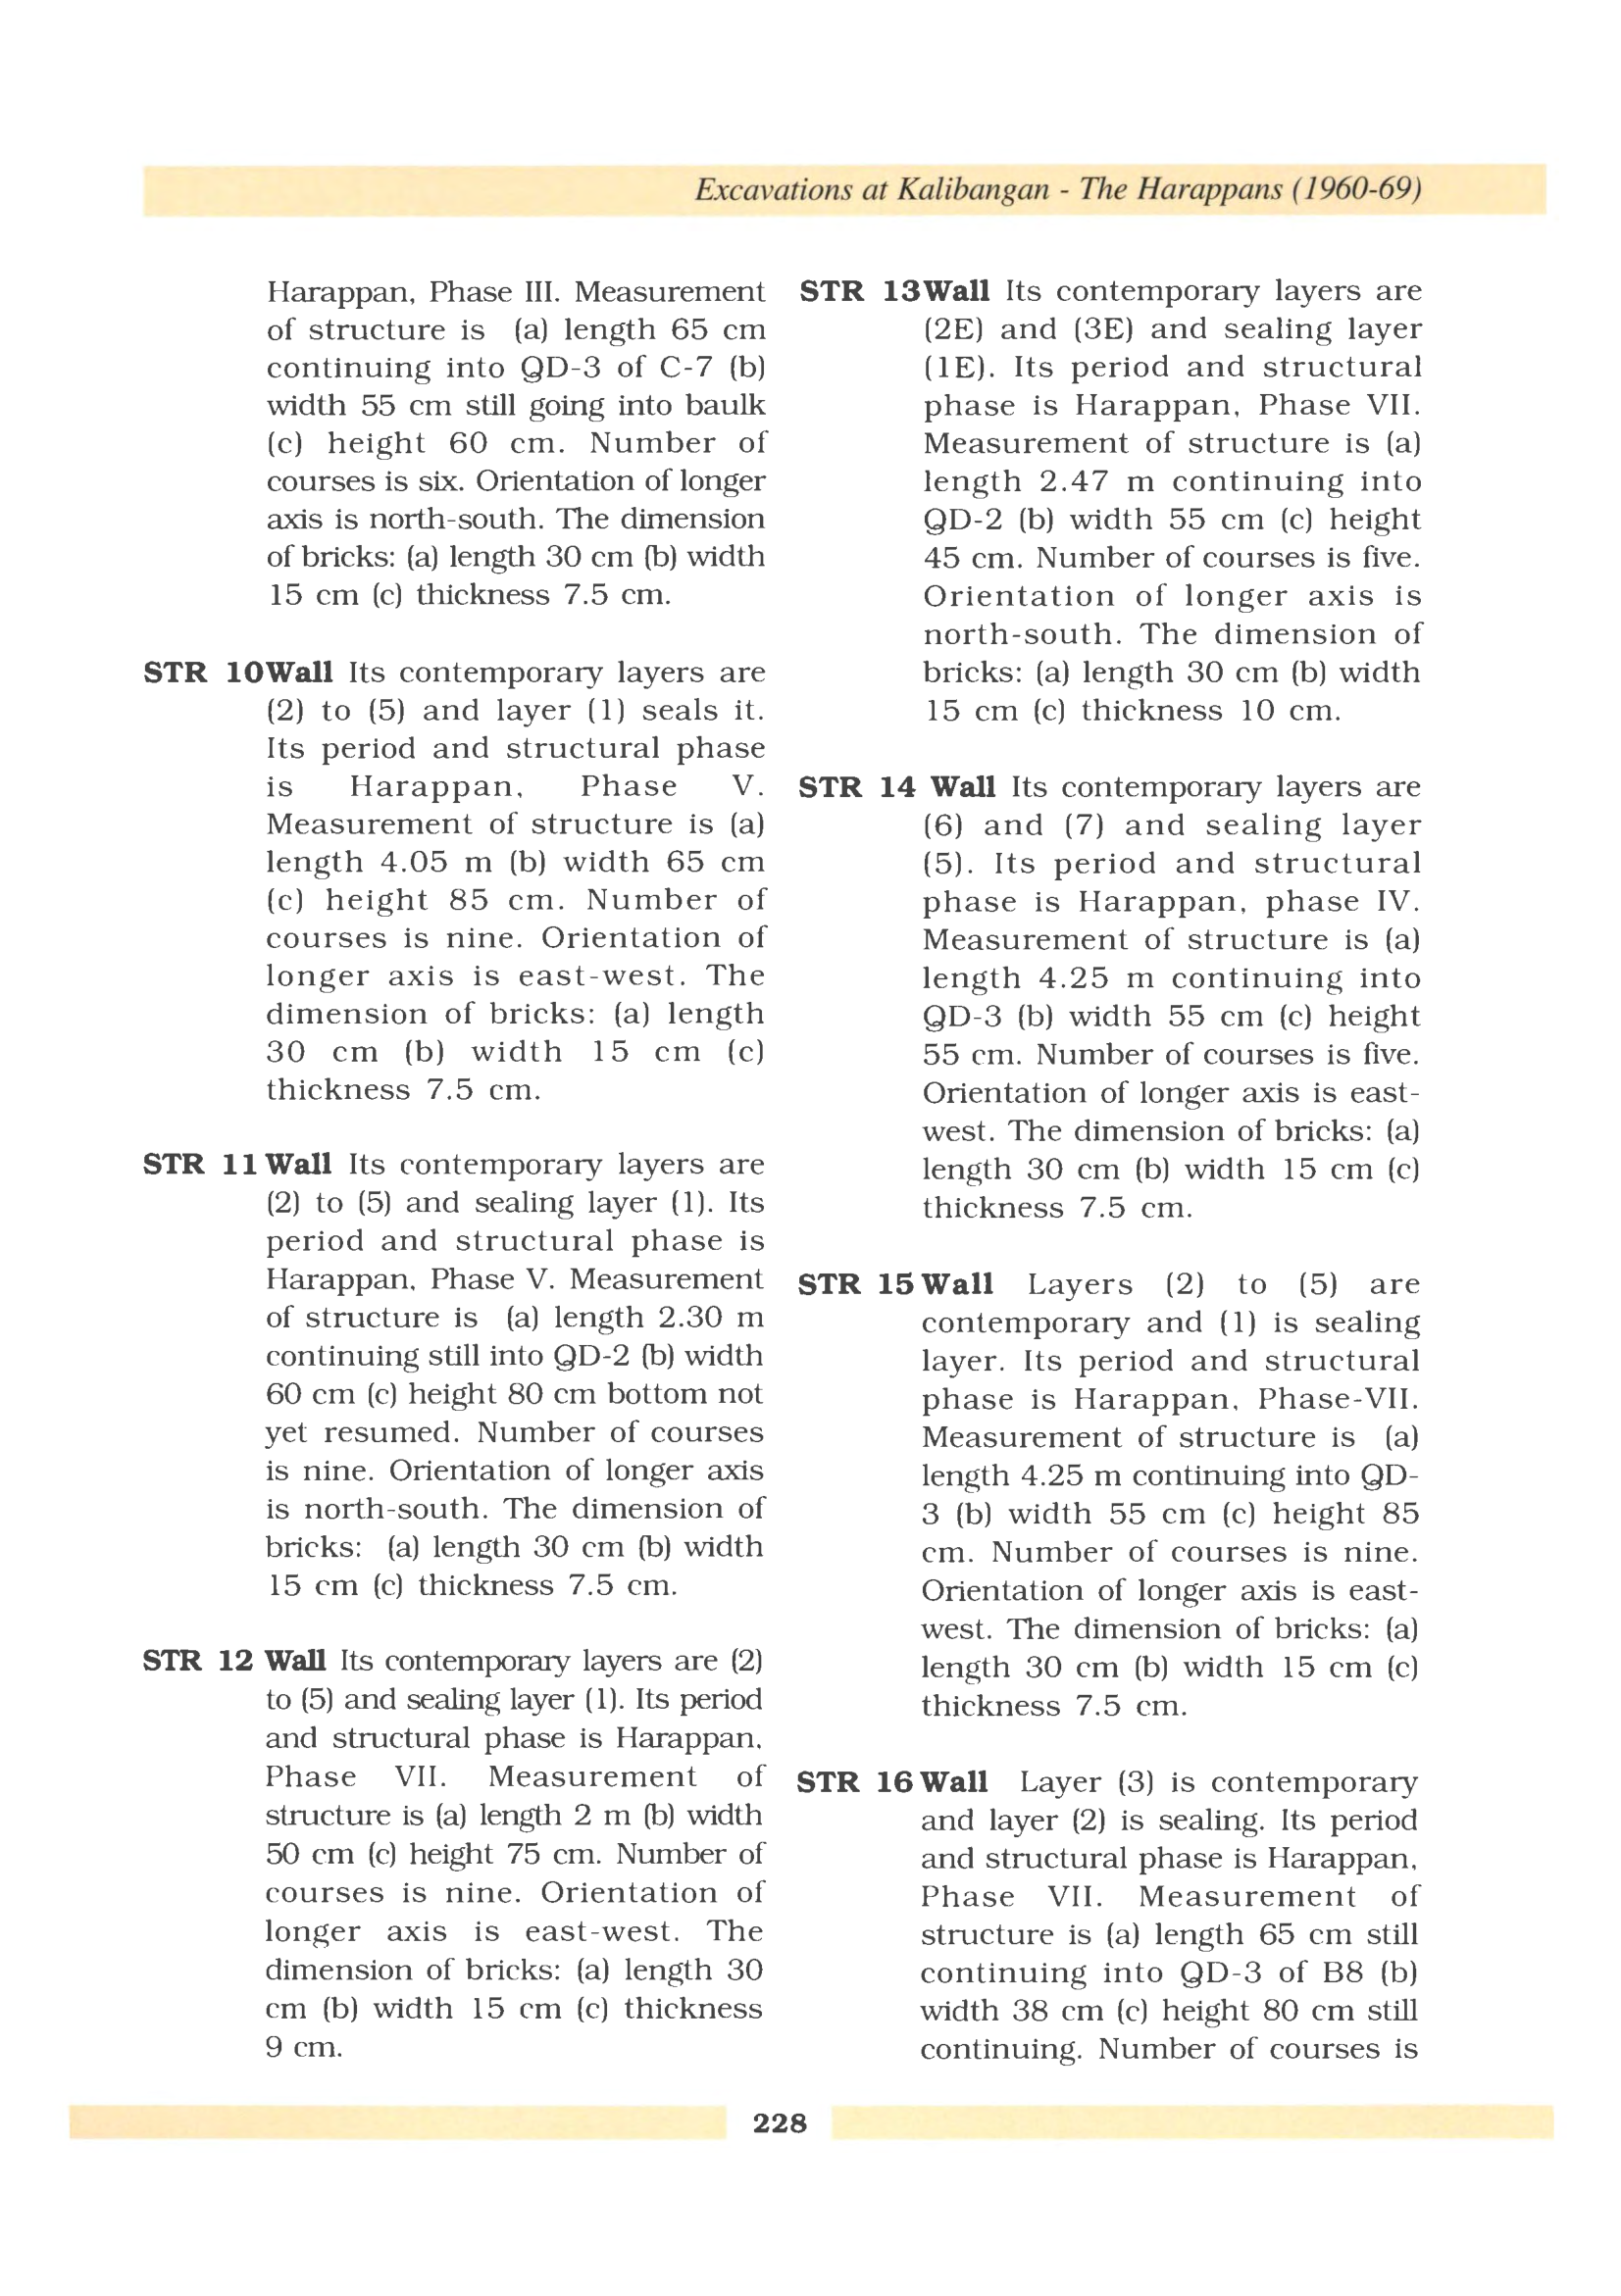 Excavations at Kalibangan - The Harappans (1960-69)
Harappan, Phase III. Measurement
of structure is (a) length 65 cm
continuing into QD-3 of C-7 (b)
width 55 cm still going into baulk
(c) height 60 cm. Number of
courses is six. Orientation of longer
axis is north-south. The dimension
of bricks: (a) length 30 cm (b) width
15 cm (c) thickness 7.5 cm.
STR 10 Wall Its contemporary layers are
(2) to (5) and layer (1) seals it.
Its period and structural phase
is Harappan, Phase V.
Measurement of structure is (a)
length 4.05 m (b) width 65 cm
(c) height 85 cm. Number of
courses is nine. Orientation of
longer axis is east-west. The
dimension of bricks: (a) length
30 cm (b) width 15 cm (c)
thickness 7.5 cm.
STR 11 Wall Its contemporary layers are
(2) to (5) and sealing layer (1). Its
period and structural phase is
Harappan, Phase V. Measurement
of structure is (a) length 2.30 m
continuing still into QD-2 (b) width
60 cm (c) height 80 cm bottom not
yet resumed. Number of courses
is nine. Orientation of longer axis
is north-south. The dimension of
bricks: (a) length 30 cm (b) width
15 cm (c) thickness 7.5 cm.
STR 12 Wall Its contemporary layers are (2)
to (5) and sealing layer (1). Its period
and structural phase is Harappan,
Phase VII. Measurement of
structure is (a) length 2 m (b) width
50 cm (c) height 75 cm. Number of
courses is nine. Orientation of
longer axis is east-west. The
dimension of bricks: (a) length 30
cm (b) width 15 cm (c) thickness
9 cm.
STR 13 Wall Its contemporary layers are
(2E) and (3E) and sealing layer
(1E). Its period and structural
phase is Harappan, Phase VII.
Measurement of structure is (a)
length 2.47 m continuing into
QD-2 (b) width 55 cm (c) height
45 cm. Number of courses is five.
Orientation of longer axis is
north-south. The dimension of
bricks: (a) length 30 cm (b) width
15 cm (c) thickness 10 cm.
STR 14 Wall Its contemporary layers are
(6) and (7) and sealing layer
(5). Its period and structural
phase is Harappan, phase IV.
Measurement of structure is (a)
length 4.25 m continuing into
QD-3 (b) width 55 cm (c) height
55 cm. Number of courses is five.
Orientation of longer axis is east-
west. The dimension of bricks: (a)
length 30 cm (b) width 15 cm (c)
thickness 7.5 cm.
STR 15 Wall Layers (2) to (5) are
contemporary and (1) is sealing
layer. Its period and structural
phase is Harappan, Phase-VII.
Measurement of structure is (a)
length 4.25 m continuing into QD-
3 (b) width 55 cm (c) height 85
cm. Number of courses is nine.
Orientation of longer axis is east-
west. The dimension of bricks: (a)
length 30 cm (b) width 15 cm (c)
thickness 7.5 cm.
STR 16 Wall Layer (3) is contemporary
and layer (2) is sealing. Its period
and structural phase is Harappan,
Phase VII. Measurement of
structure is (a) length 65 cm still
continuing into QD-3 of B8 (b)
width 38 cm (c) height 80 cm still
continuing. Number of courses is
228